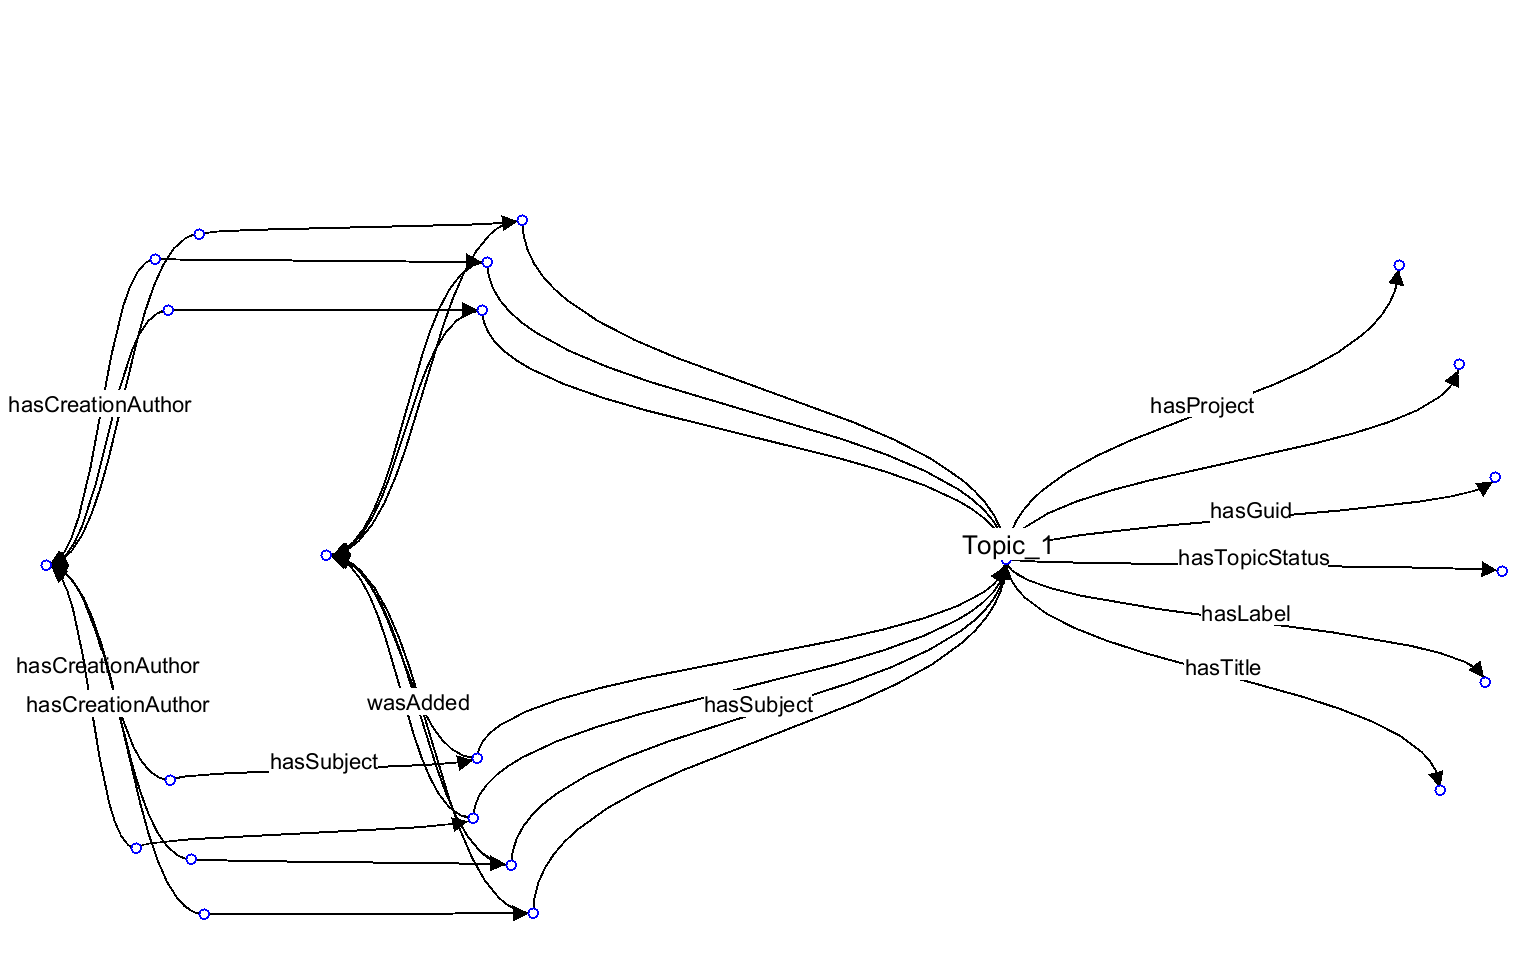 hasCreationAuthor
hasProject
hasGuid
Topic_1
hasTopicStatus
hasLabel
hasCreationAuthor
hasTitle
hasCreationAuthor
wasAdded
hasSubject
hasSubject